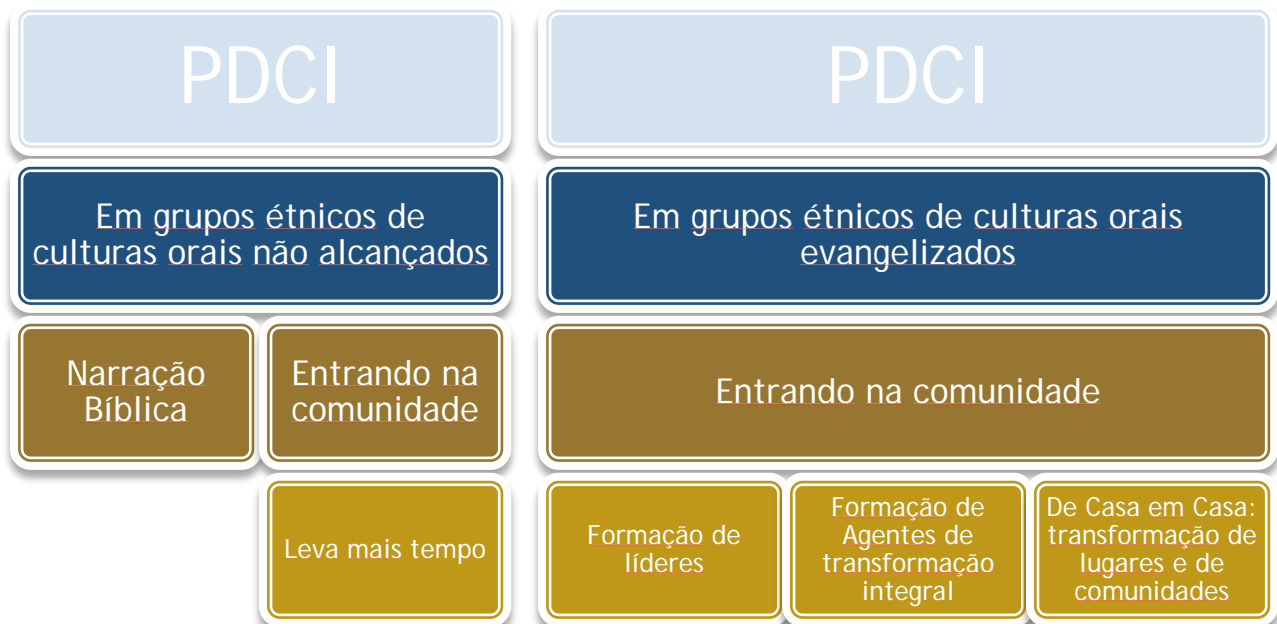 PDCI
Em grupos étnicos de
culturas orais não alcançados
Narração
Bíblica
Entrando na
comunidade
Leva mais tempo
PDCI
Em grupos étnicos de culturas orais
evangelizados
Entrando na comunidade
Formação de
líderes
Formação de
Agentes de
transformação
integral
De Casa em Casa:
transformação de
lugares e de
comunidades